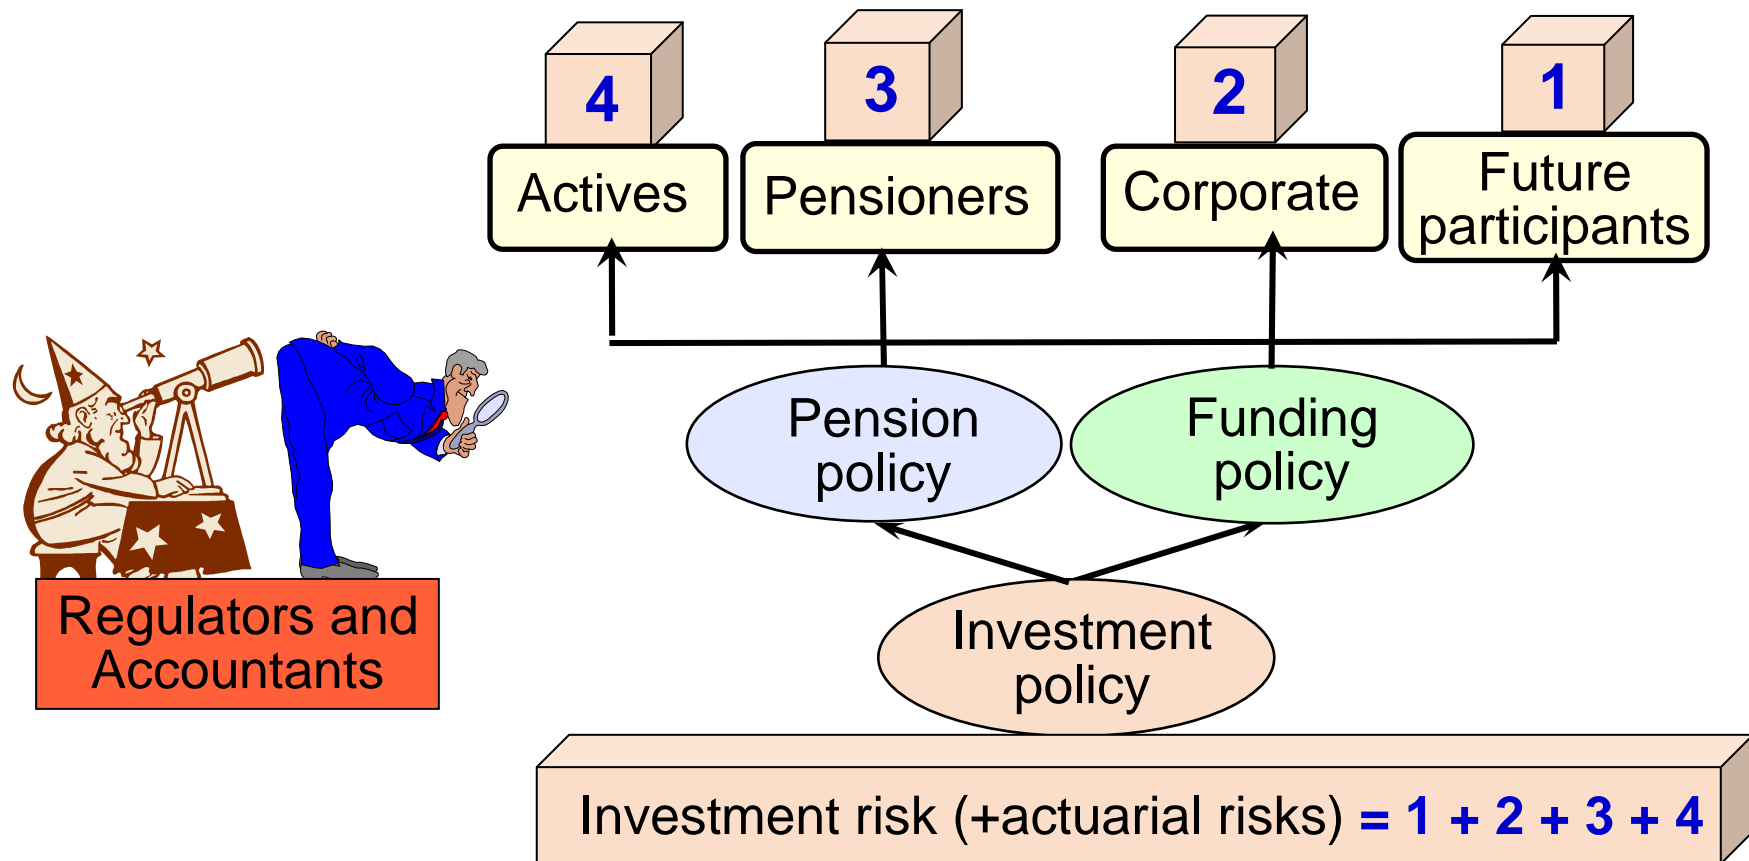 4
3
2
1
Actives
Pensioners
Corporate
Future
participants
Pension
policy
Funding
policy
Regulators and
Accountants
Investment
policy
Investment risk (+actuarial risks) = 1 + 2 + 3 + 4